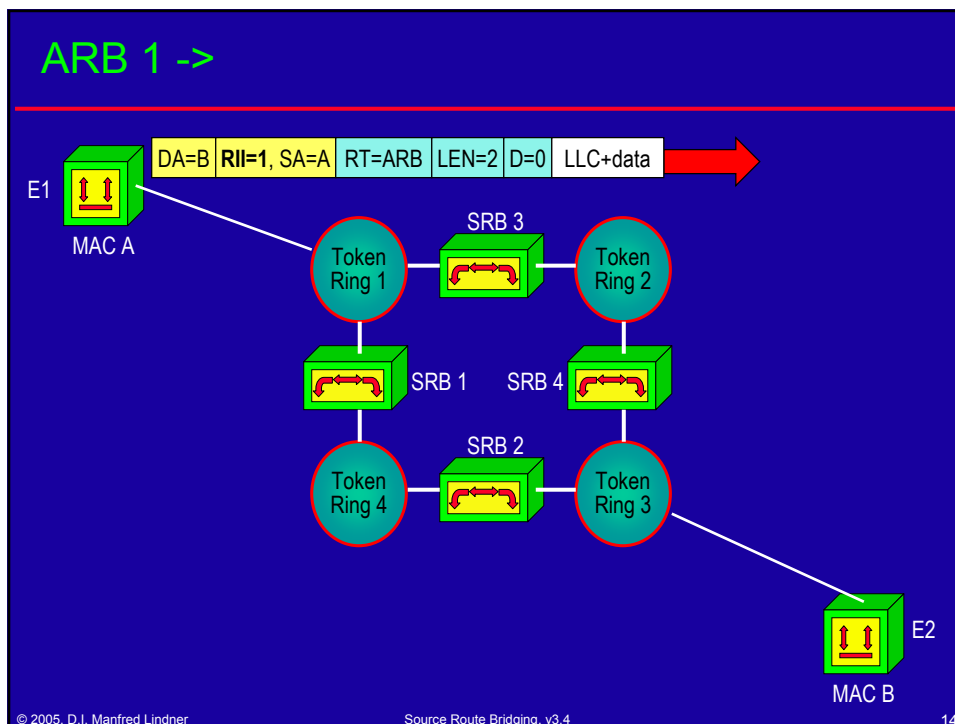 ARB 1 ->
DA=B RII=1, SA=A RT=ARB LEN=2 D=0 LLC+data
E1
MAC A
SRB 3
Token
Ring 1
Token
Ring 2
SRB 1
SRB 4
SRB 2
Token
Ring 4
Token
Ring 3
E2
MAC B
© 2005, D.I. Manfred Lindner
Source Route Bridging, v3.4
14